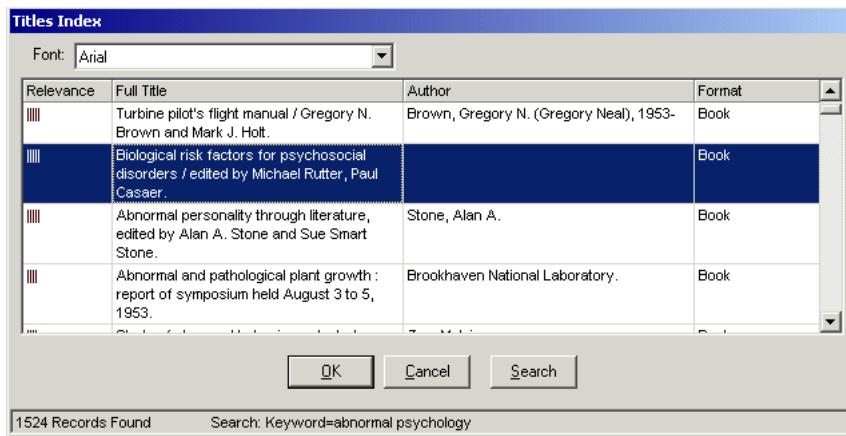 Titles Index
Font: Arial
Relevance Full Title Author Format
Turbine pilot's flight manual / Gregory N. Brown, Gregory N. (Gregory Neal), 1953- Book
Brown and Mark J. Holt.
Biological risk factors for psychosocial Book
disorders / edited by Michael Rutter, Paul
Casaer.
Abnormal personality through literature, Stone, Alan A. Book
edited by Alan A. Stone and Sue Smart
Stone.
Abnormal and pathological plant growth : Brookhaven National Laboratory. Book
report of symposium held August 3 to 5,
1953.
OK Cancel Search
1524 Records Found Search: Keyword=abnormal psychology